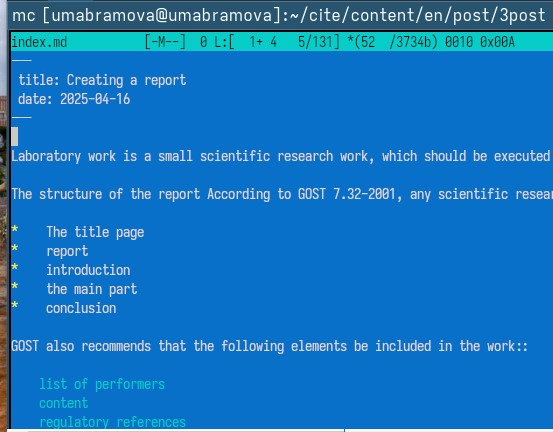 mc [umabramova@umabramova]:~/cite/content/en/post/3post
index.md [-M--] 0 L:[ 1+ 4 5/131] *(52 /3734b) 0010 0x00A
---
title: Creating a report
date: 2025-04-16
---
Laboratory work is a small scientific research work, which should be executed
The structure of the report According to GOST 7.32-2001, any scientific resear
* The title page
* report
* introduction
* the main part
* conclusion
GOST also recommends that the following elements be included in the work::
list of performers
content
regulatory references